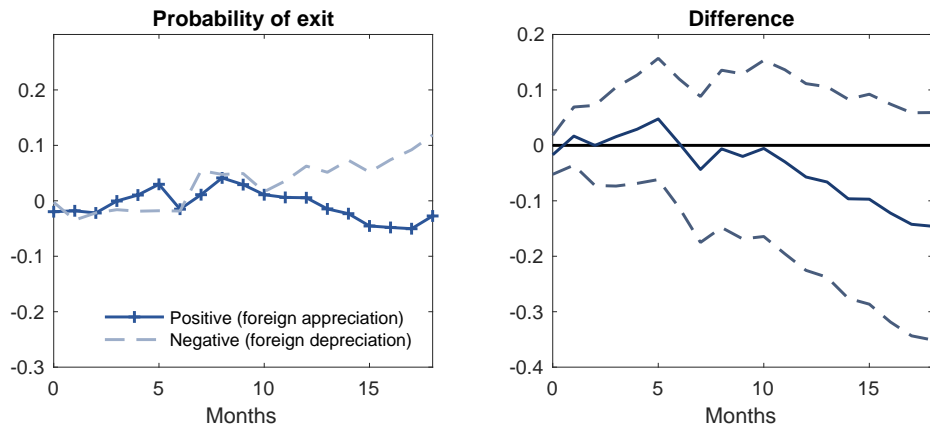 Probability of exit
0.2
0.1
0
-0.1
-0.2
-0.3
Positive (foreign appreciation)
Negative (foreign depreciation)
0 5 10 15
Months
Difference
0.2
0.1
0
-0.1
-0.2
-0.3
-0.4
0 5 10 15
Months